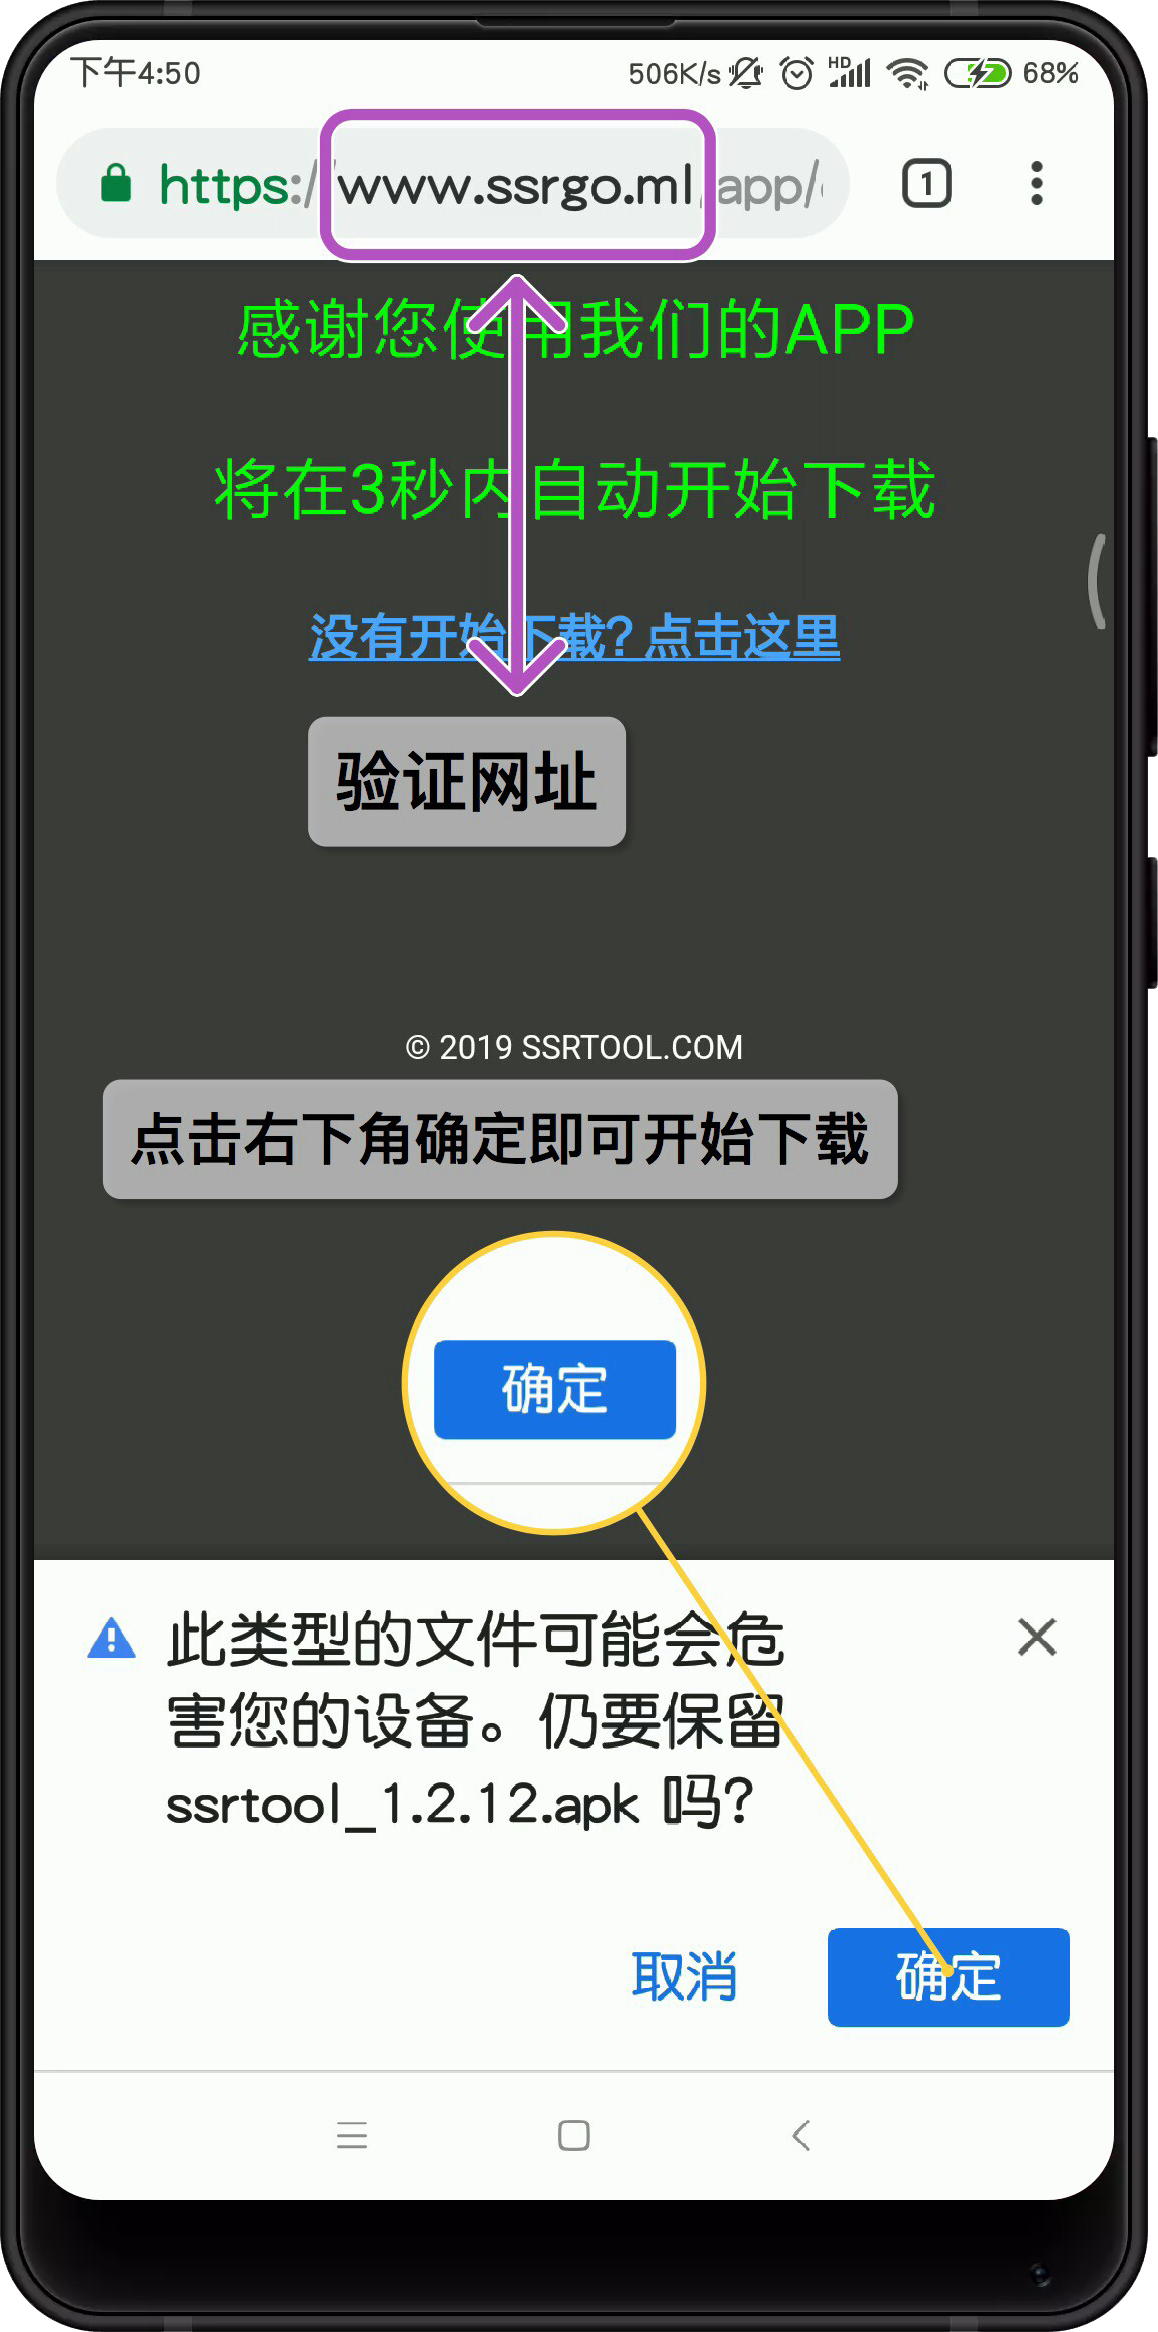 下午4:50 506K/s HD 68%
https://www.ssrgo.ml/app/ 1
感谢您使用我们的APP
将在3秒内自动开始下载
没有开始下载？点击这里
验证网址
© 2019 SSRTOOL.COM
点击右下角确定即可开始下载
确定
此类型的文件可能会危
害您的设备。仍要保留
ssrtool_1.2.12.apk 吗？
取消 确定